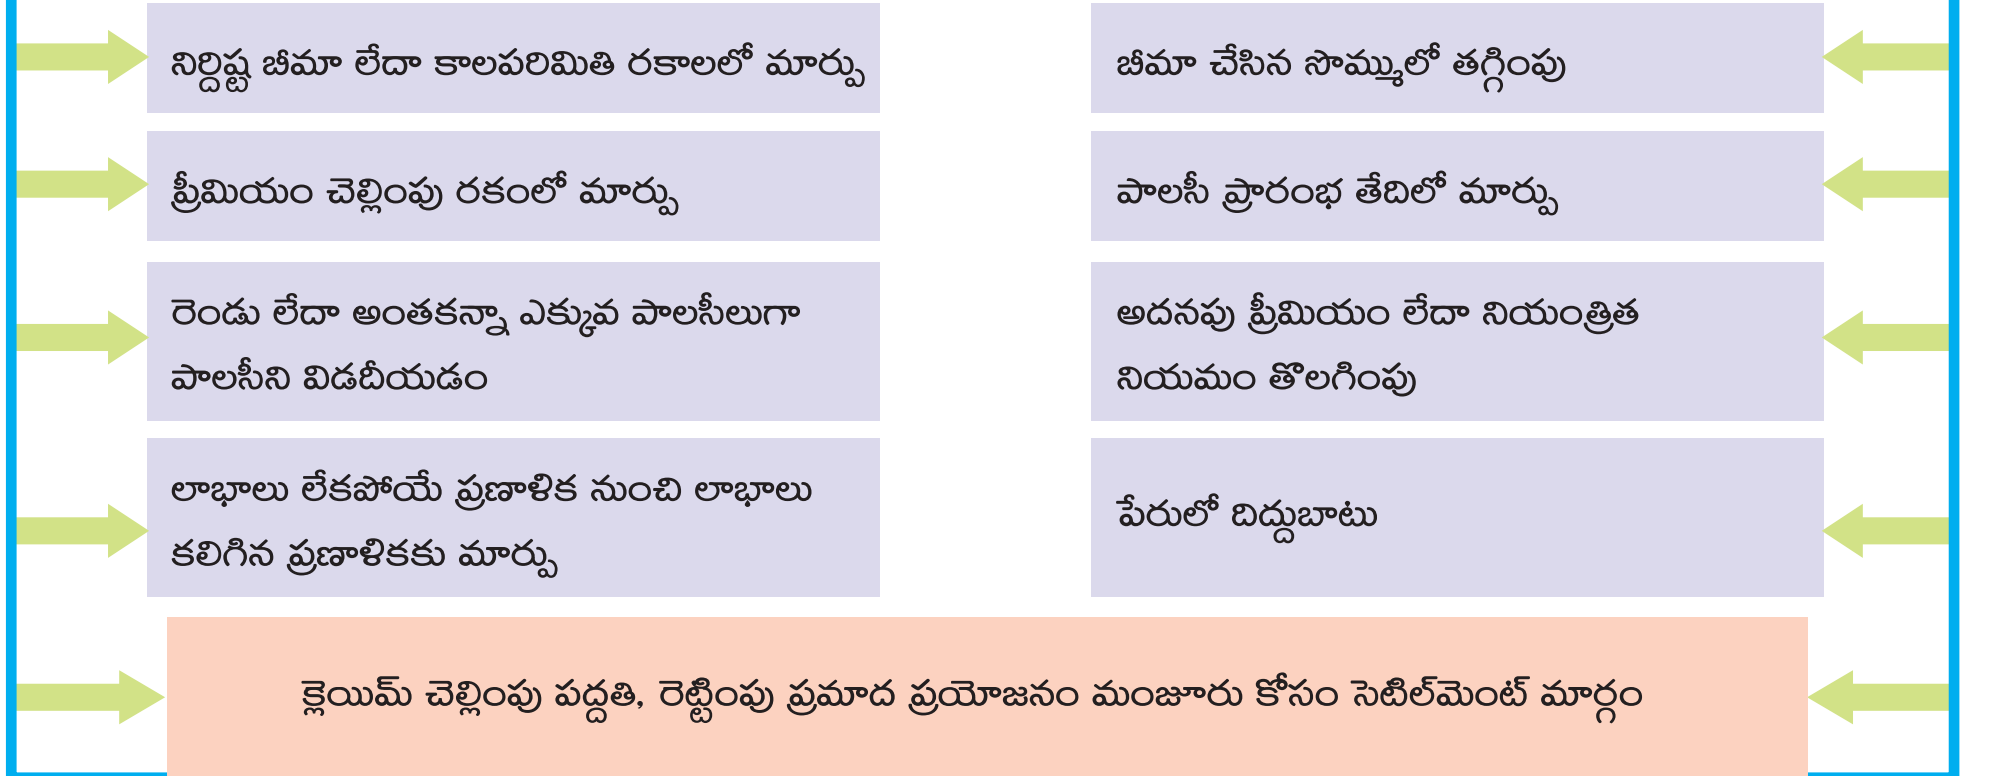 నిర్దిష్ట బీమా లేదా కాలపరిమితి రకాలలో మార్పు
బీమా చేసిన సొమ్ములో తగ్గింపు
ప్రీమియం చెల్లింపు రకంలో మార్పు
పాలసీ ప్రారంభ తేదిలో మార్పు
రెండు లేదా అంతకన్నా ఎక్కువ పాలసీలుగా
పాలసీని విడదీయడం
అదనపు ప్రీమియం లేదా నియంత్రిత
నియమం తొలగింపు
లాభాలు లేకపోయే ప్రణాళిక నుంచి లాభాలు
కలిగిన ప్రణాళికకు మార్పు
పేరులో దిద్దుబాటు
క్లెయిమ్ చెల్లింపు పద్దతి, రెట్టింపు ప్రమాద ప్రయోజనం మంజూరు కోసం సెటిల్‌మెంట్ మార్గం